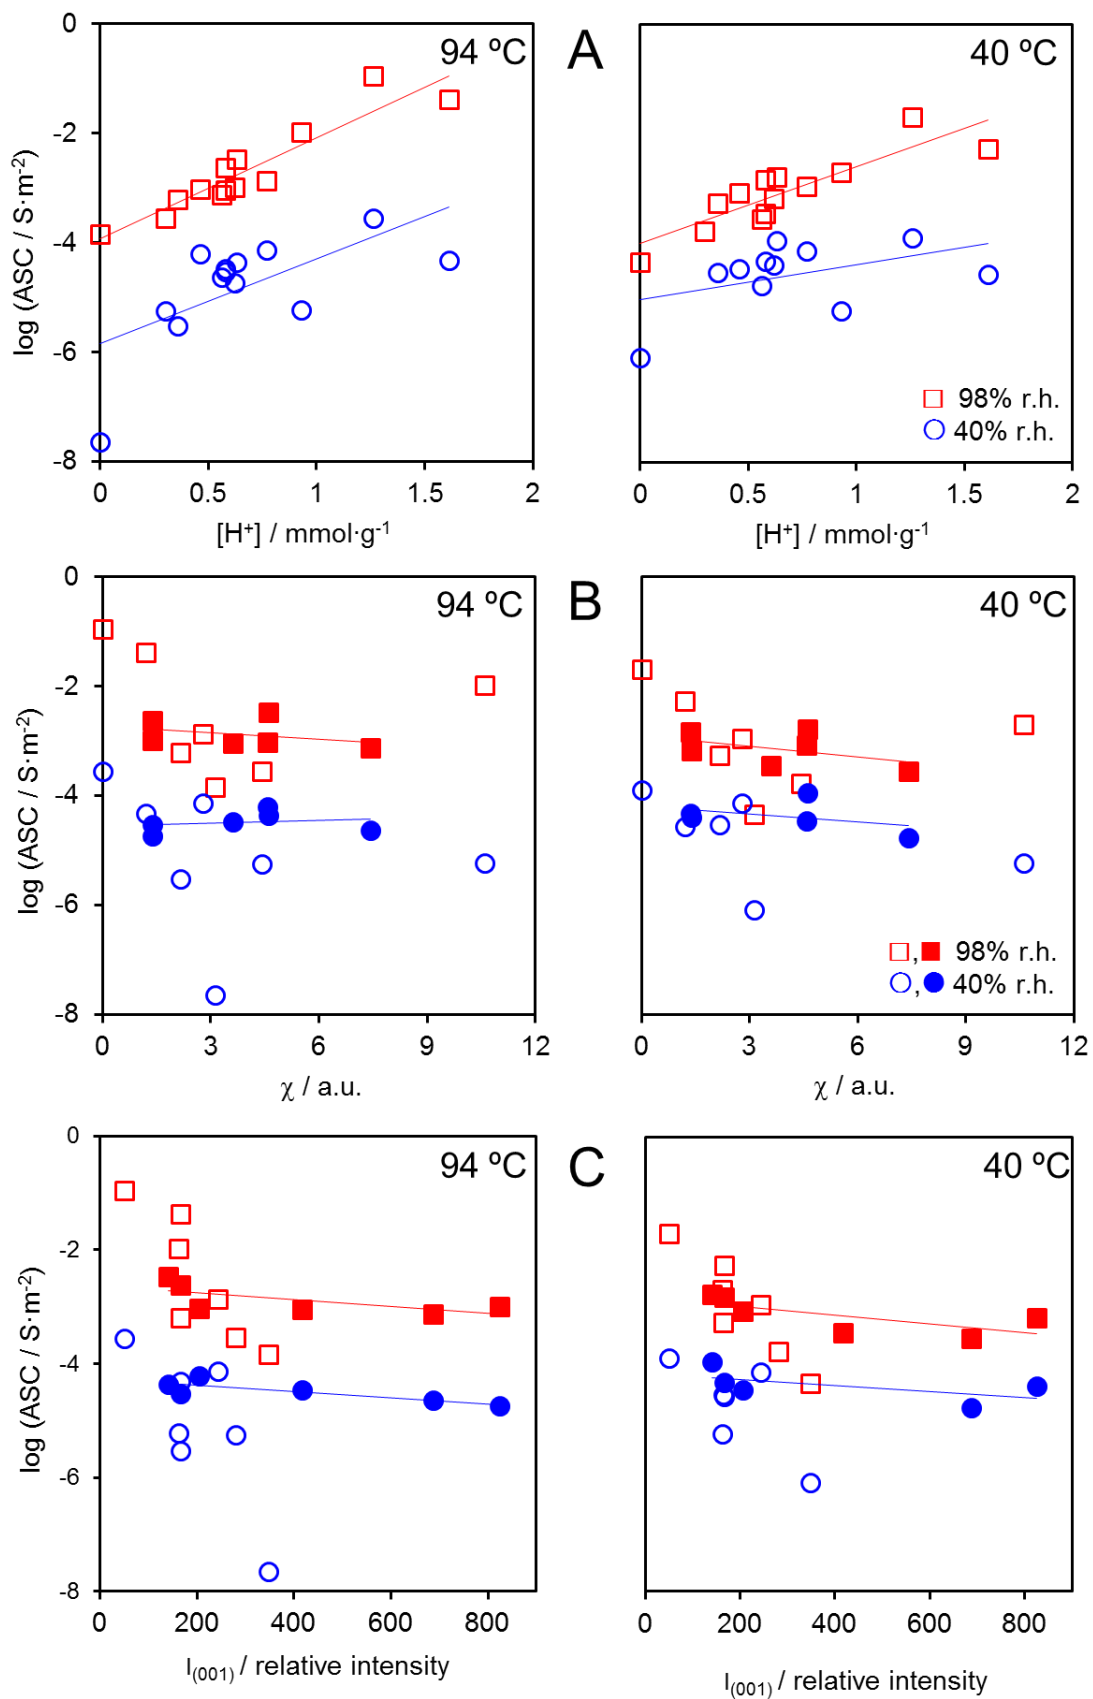 94 ºC
A
40 ºC
log (ASC / S·m⁻²)
0
-2
-4
-6
-8
98% r.h.
40% r.h.
0 0.5 1 1.5 2
0 0.5 1 1.5 2
[H⁺] / mmol·g⁻¹
[H⁺] / mmol·g⁻¹
94 ºC
B
40 ºC
log (ASC / S·m⁻²)
0
-2
-4
-6
-8
, 98% r.h.
, 40% r.h.
0 3 6 9 12
0 3 6 9 12
χ / a.u.
χ / a.u.
94 ºC
C
40 ºC
log (ASC / S·m⁻²)
0
-2
-4
-6
-8
0 200 400 600 800
0 200 400 600 800
I₍₀₀₁₎ / relative intensity
I₍₀₀₁₎ / relative intensity